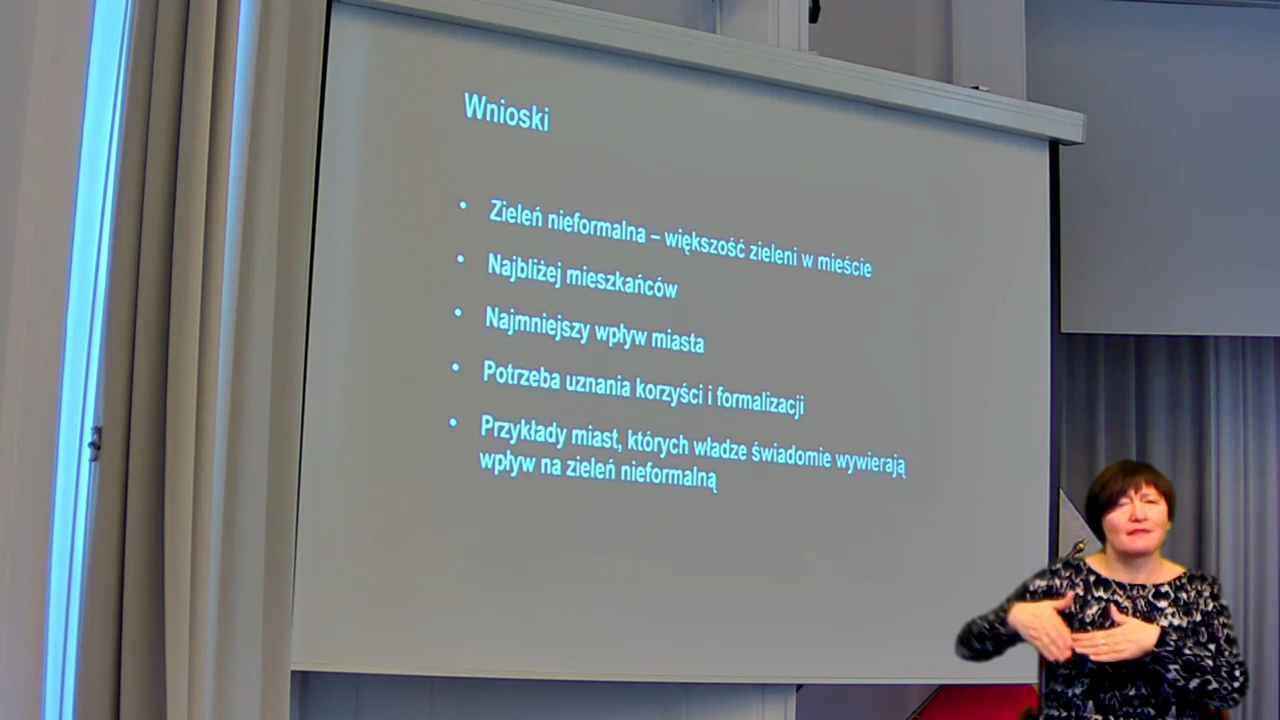 Wnioski
• Zieleń nieformalna – większość zieleni w mieście
• Najbliżej mieszkańców
• Najmniejszy wpływ miasta
• Potrzeba uznania korzyści i formalizacji
• Przykłady miast, których władze świadomie wywierają
wpływ na zieleń nieformalną